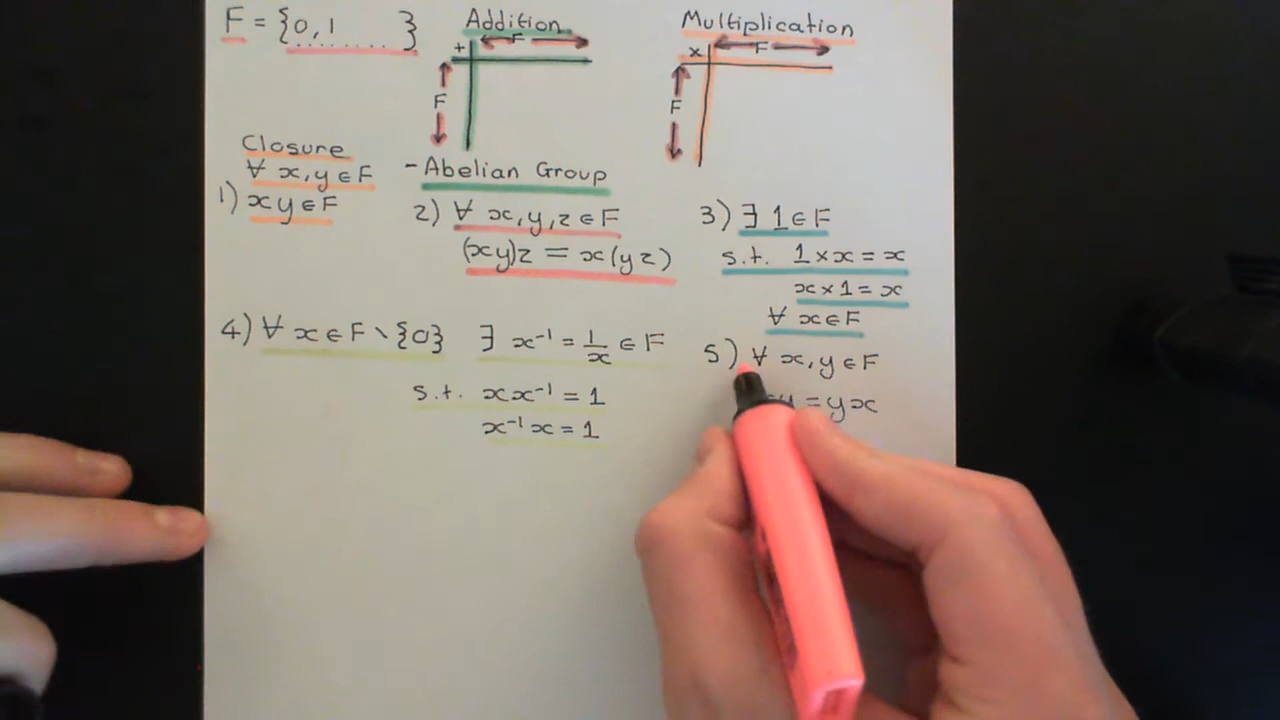 F = {0, 1 ........ }
Addition
+ F
F
Multiplication
× F
F
Closure
∀ x, y ∈ F
1) xy ∈ F
- Abelian Group
2) ∀ x, y, z ∈ F
(xy)z = x(yz)
3) ∃ 1 ∈ F
s.t. 1 × x = x
x × 1 = x
∀ x ∈ F
4) ∀ x ∈ F \ {0} ∃ x⁻¹ = 1/x ∈ F
s.t. xx⁻¹ = 1
x⁻¹x = 1
5) ∀ x, y ∈ F
y = yx